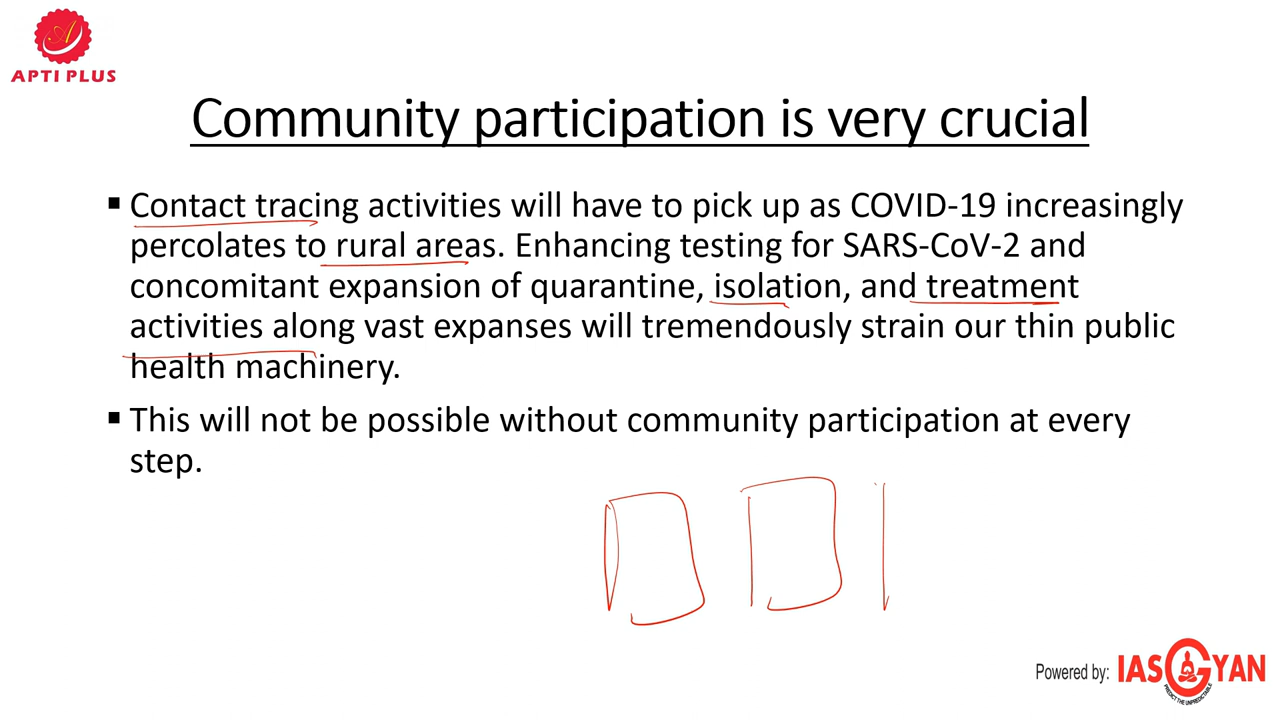 APTI PLUS
Community participation is very crucial
▪ Contact tracing activities will have to pick up as COVID-19 increasingly
percolates to rural areas. Enhancing testing for SARS-CoV-2 and
concomitant expansion of quarantine, isolation, and treatment
activities along vast expanses will tremendously strain our thin public
health machinery.
▪ This will not be possible without community participation at every
step.
Powered by: IAS GYAN
PREDICT THE UNPREDICTABLE